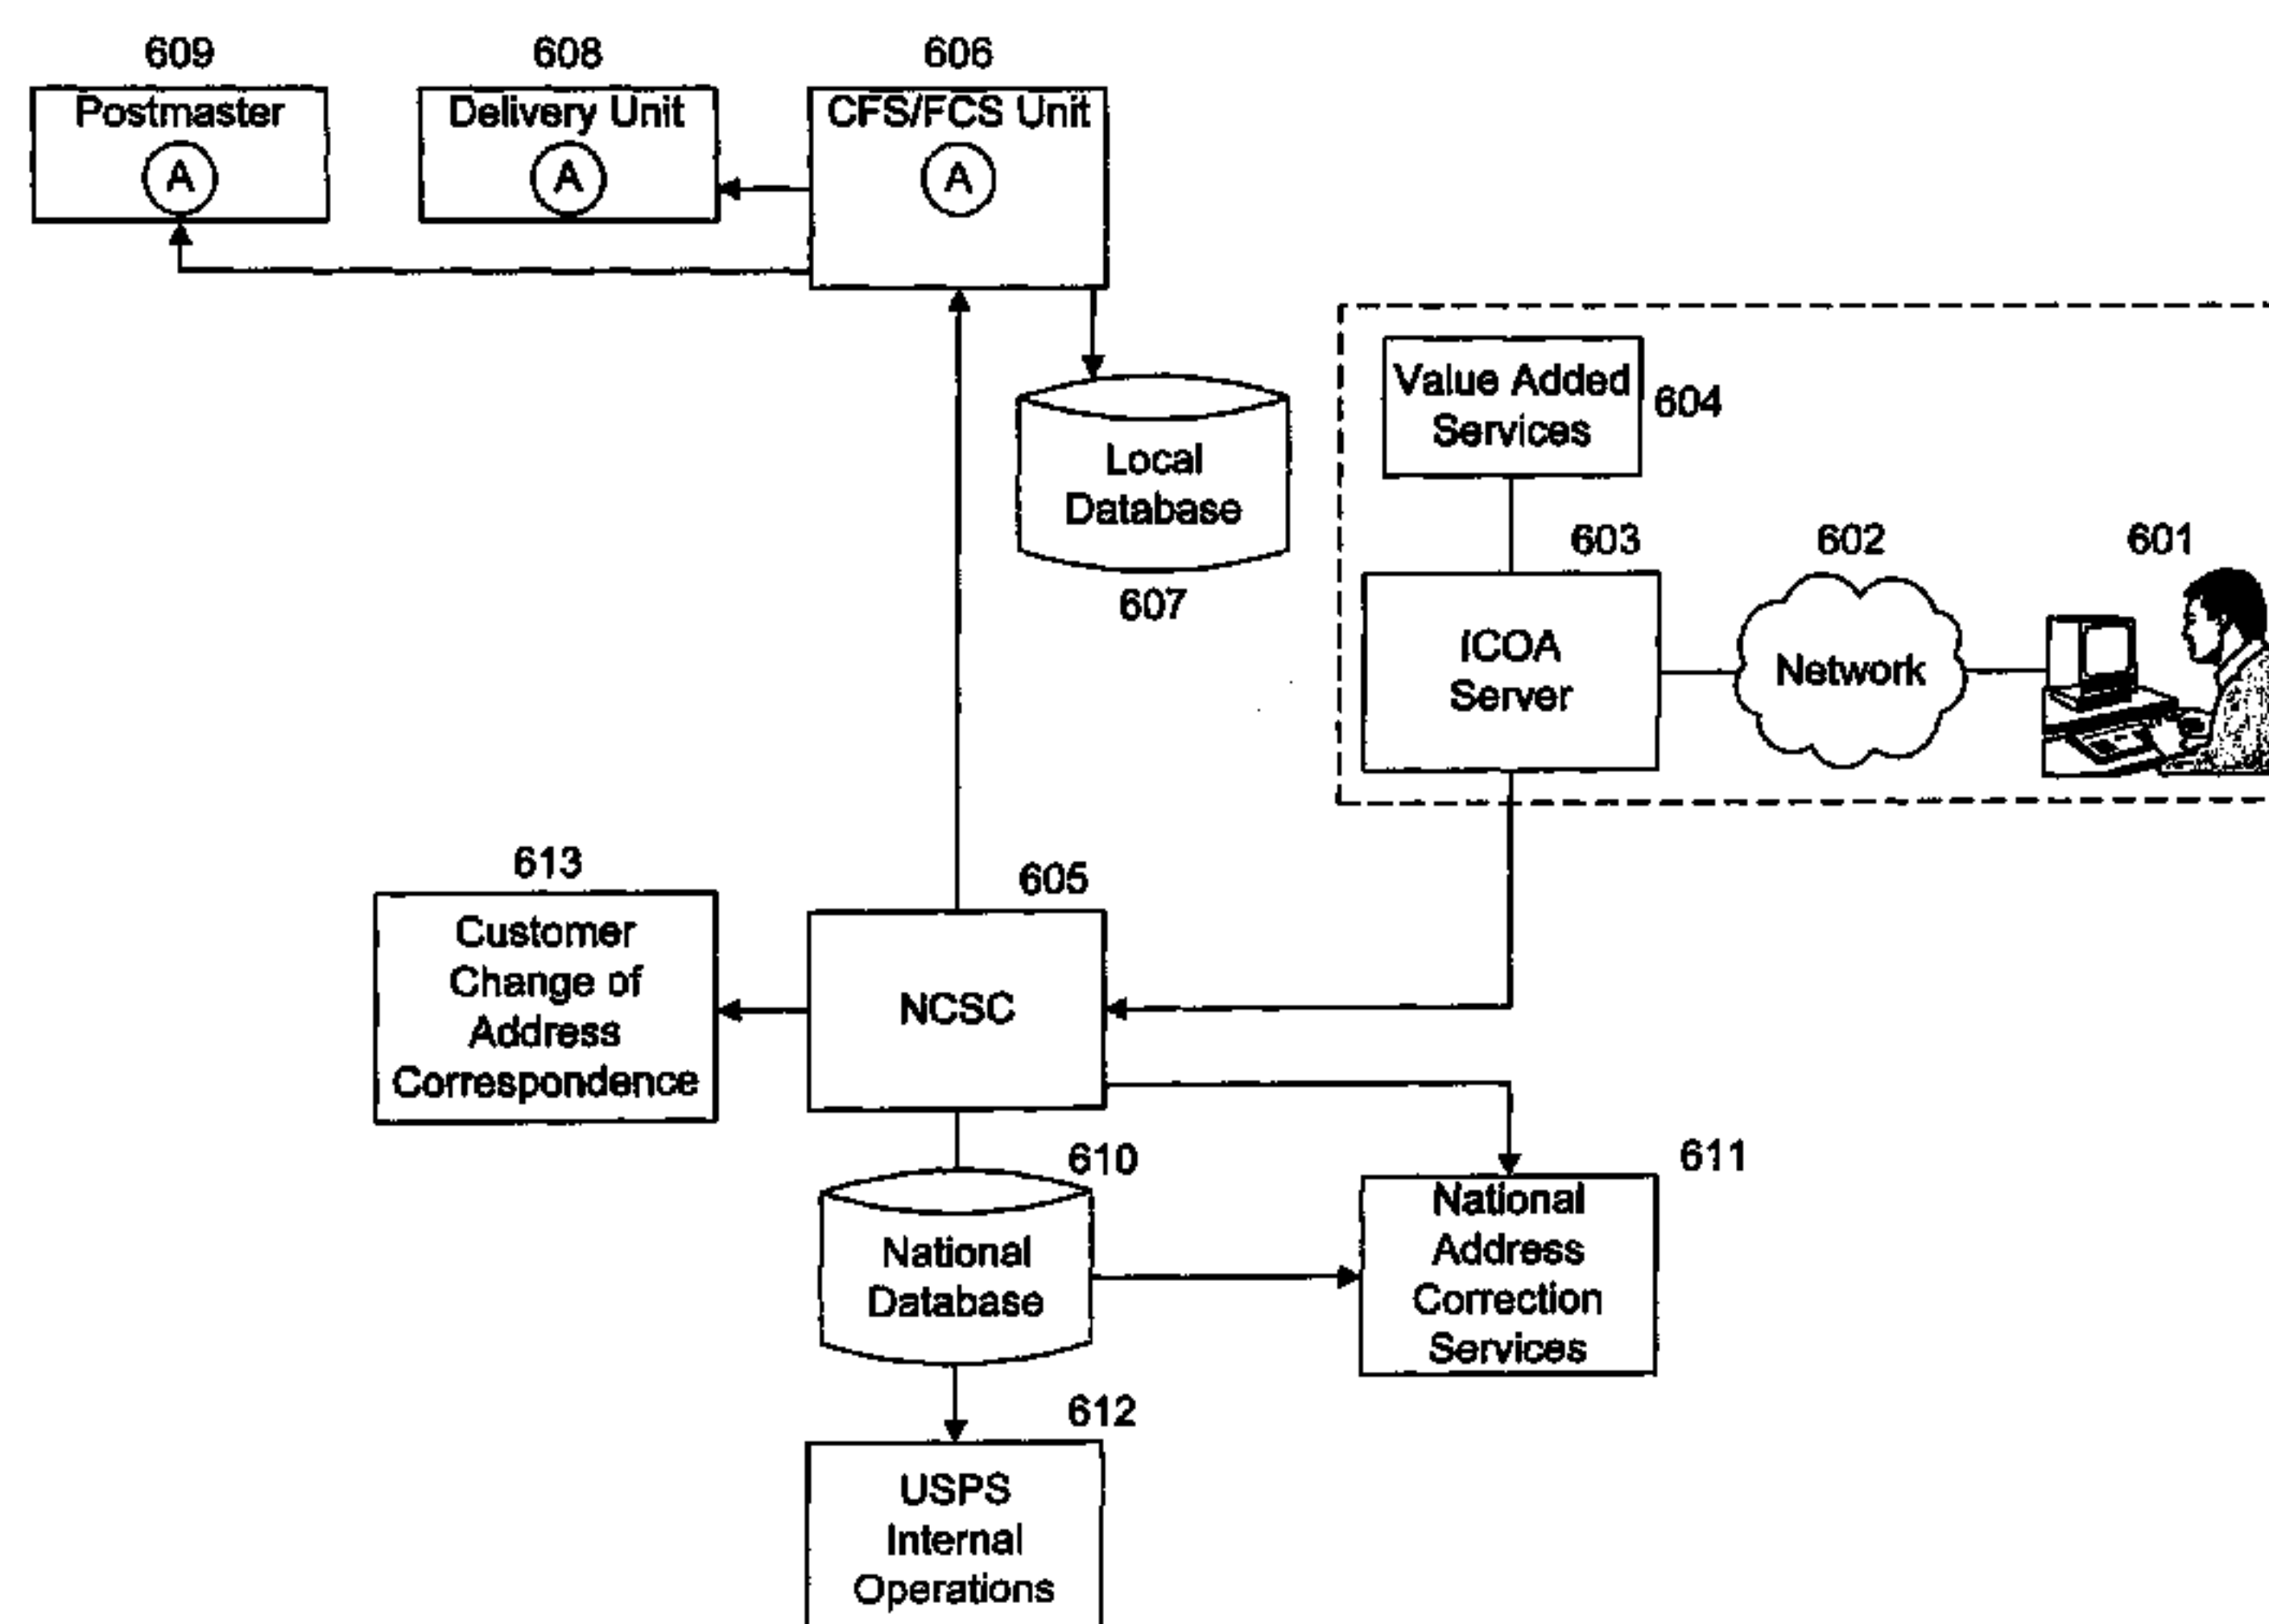 609
608
606
Postmaster
A
Delivery Unit
A
CFS/FCS Unit
A
Value Added
Services
604
Local
Database
607
603
602
601
ICOA
Server
Network
613
605
Customer
Change of
Address
Correspondence
NCSC
610
611
National
Database
National
Address
Correction
Services
612
USPS
Internal
Operations